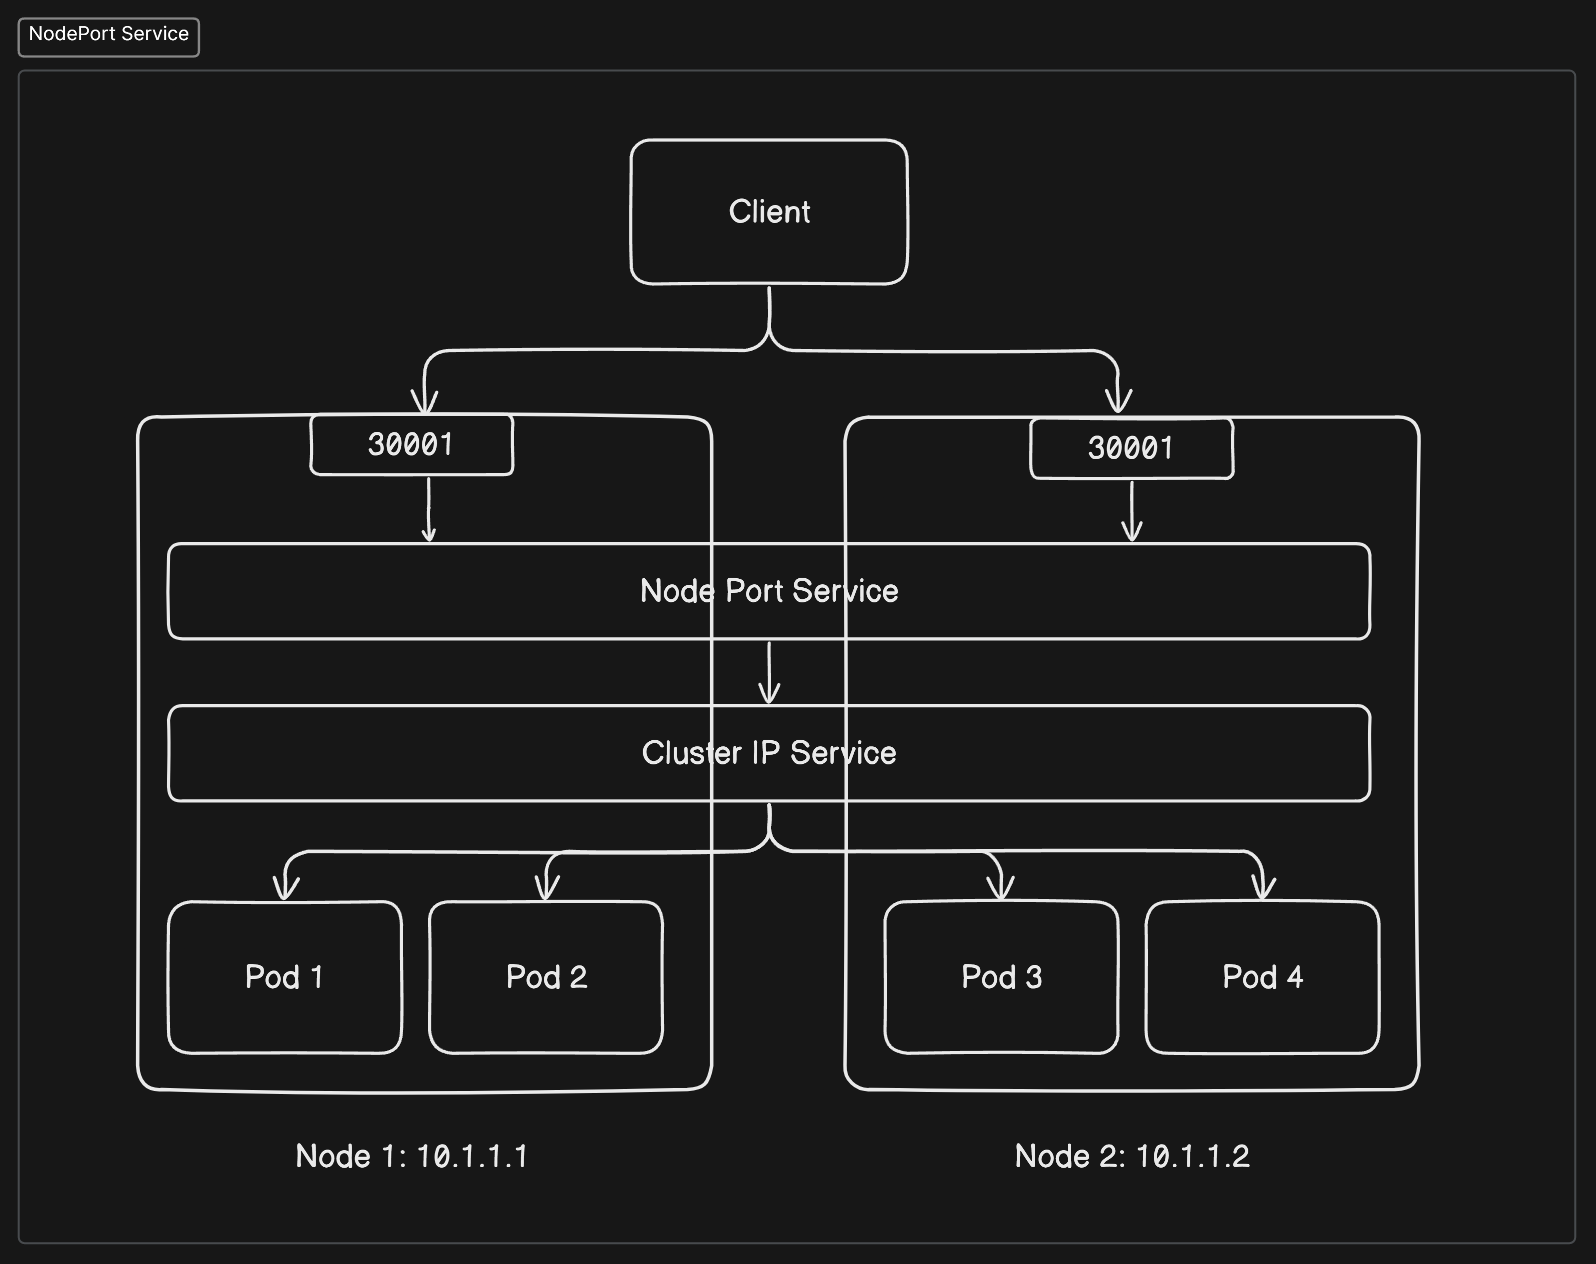 NodePort Service
Client
30001
30001
Node Port Service
Cluster IP Service
Pod 1
Pod 2
Pod 3
Pod 4
Node 1: 10.1.1.1
Node 2: 10.1.1.2